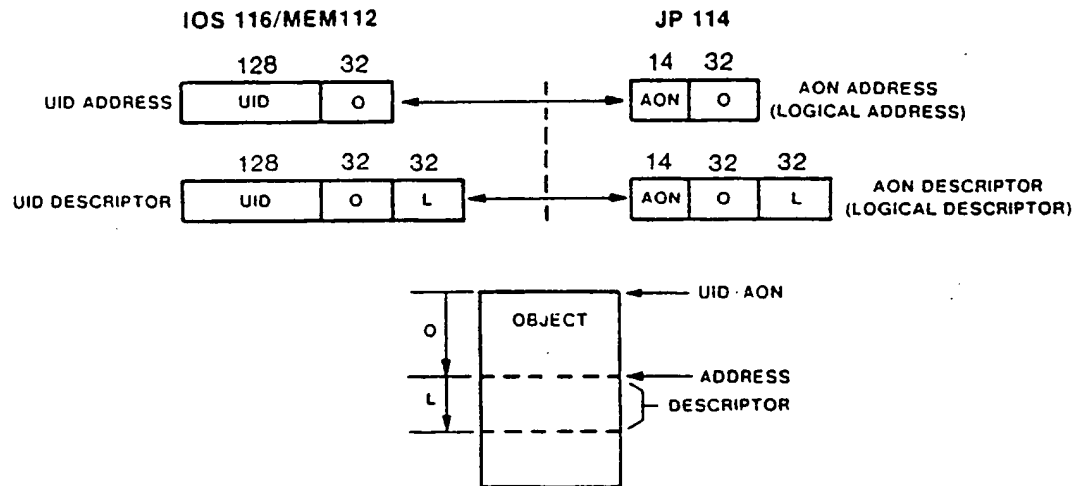 IOS 116/MEM112
JP 114
128 32
14 32
UID ADDRESS
UID O
AON O
AON ADDRESS
(LOGICAL ADDRESS)
128 32 32
14 32 32
UID DESCRIPTOR
UID O L
AON O L
AON DESCRIPTOR
(LOGICAL DESCRIPTOR)
UID·AON
OBJECT
O
ADDRESS
L
DESCRIPTOR